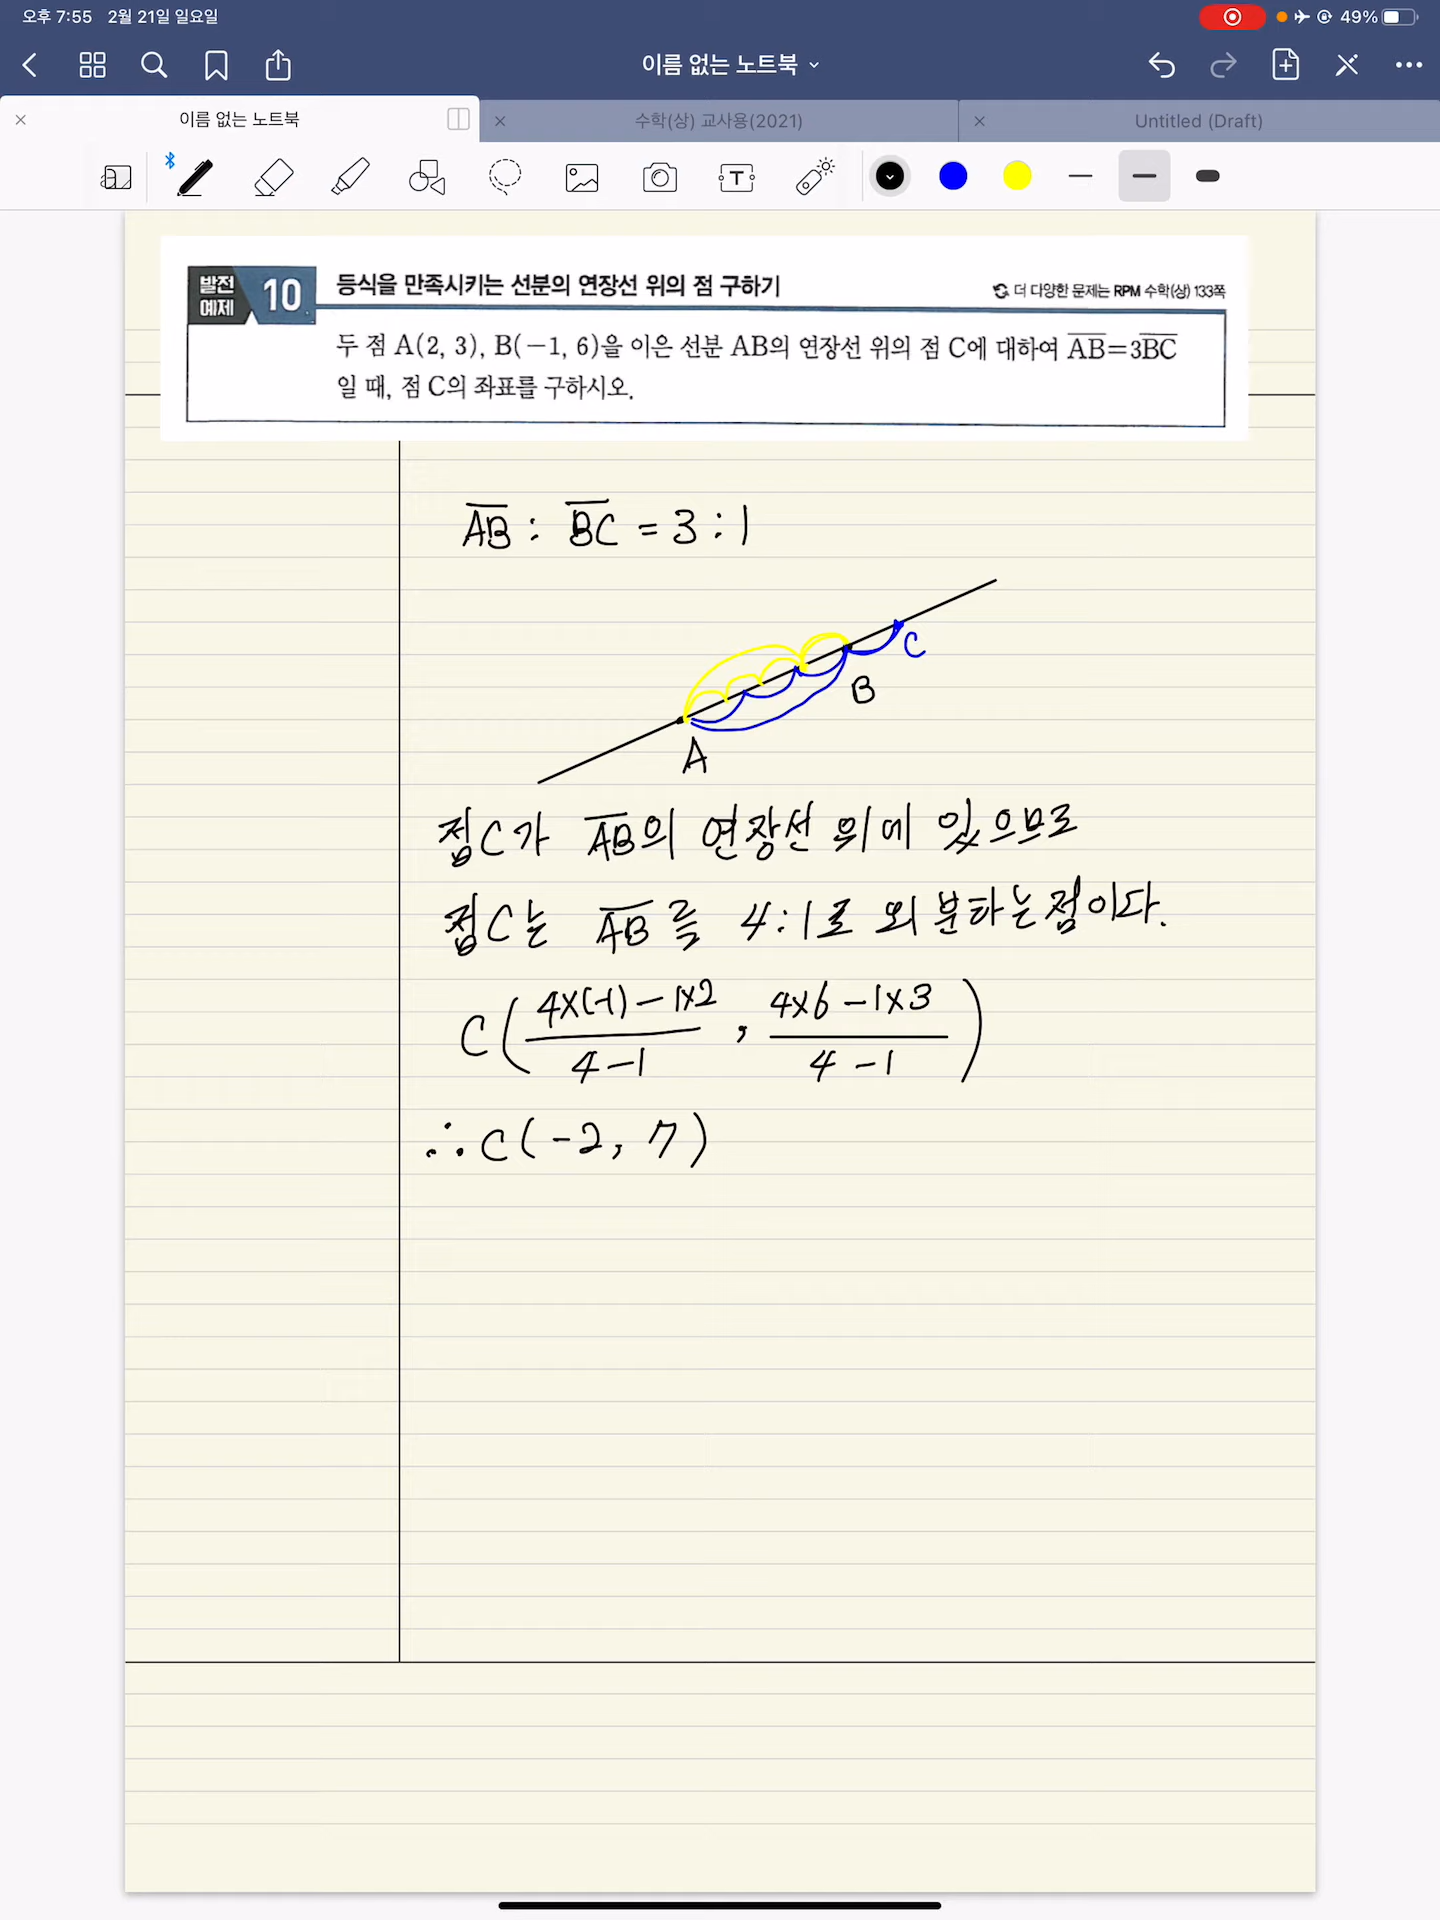 오후 7:55 2월 21일 일요일 49%
이름 없는 노트북
이름 없는 노트북 수학(상) 교사용(2021) Untitled (Draft)
발전 예제 10 등식을 만족시키는 선분의 연장선 위의 점 구하기 더 다양한 문제는 RPM 수학(상) 133쪽
두 점 A(2, 3), B(−1, 6)을 이은 선분 AB의 연장선 위의 점 C에 대하여 A̅B̅=3B̅C̅
일 때, 점 C의 좌표를 구하시오.
A̅B̅ : B̅C̅ = 3 : 1
C
B
A
점 C가 A̅B̅의 연장선 위에 있으므로
점 C는 A̅B̅를 4:1로 외분하는 점이다.
C( (4×(-1) - 1×2)/(4-1) , (4×6 - 1×3)/(4-1) )
∴ C(-2, 7)